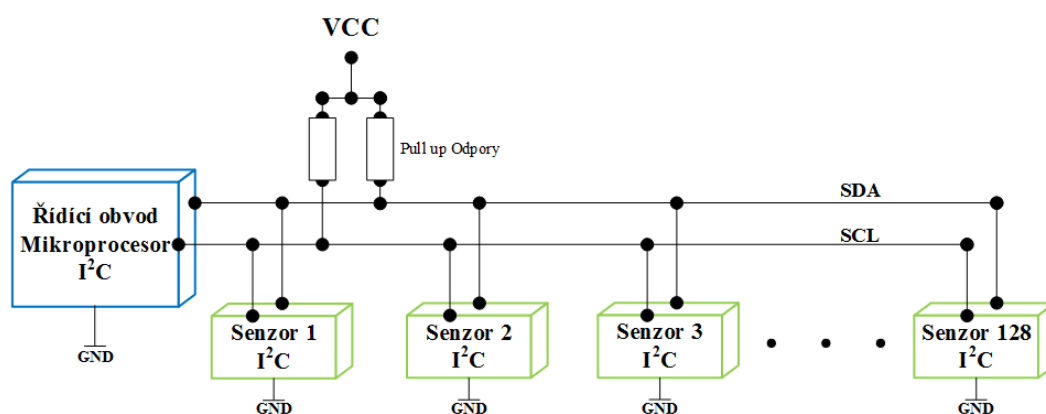 VCC
Pull up Odpory
SDA
SCL
Řídící obvod
Mikroprocesor
I²C
GND
Senzor 1
I²C
GND
Senzor 2
I²C
GND
Senzor 3
I²C
GND
. . .
Senzor 128
I²C
GND